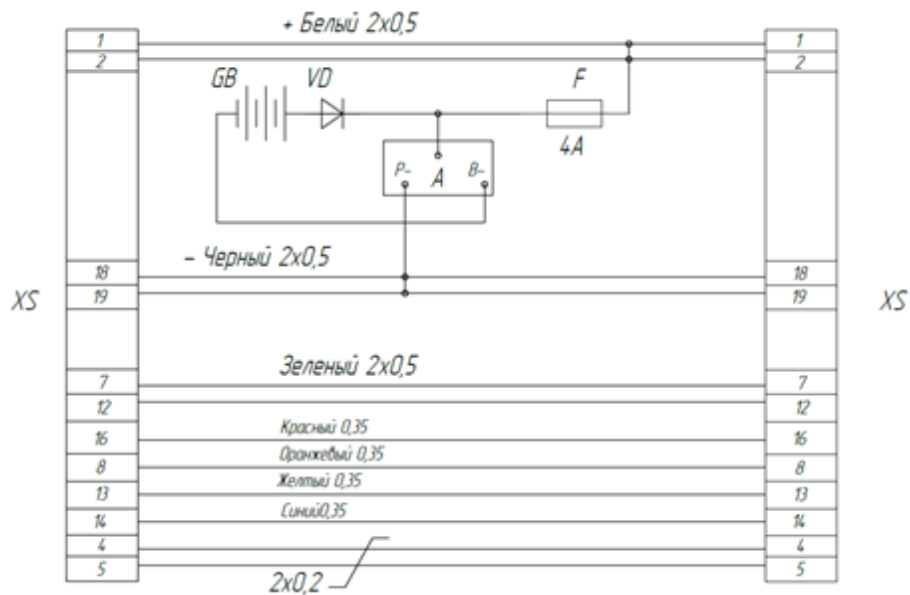 + Белый 2х0,5
1 1
2 2
GB VD F
4А
Р- А В-
- Черный 2х0,5
18 18
19 19
XS XS
Зеленый 2х0,5
7 7
12 12
Красный 0,35
16 16
Оранжевый 0,35
8 8
Желтый 0,35
13 13
Синий0,35
14 14
4 4
5 5
2х0,2